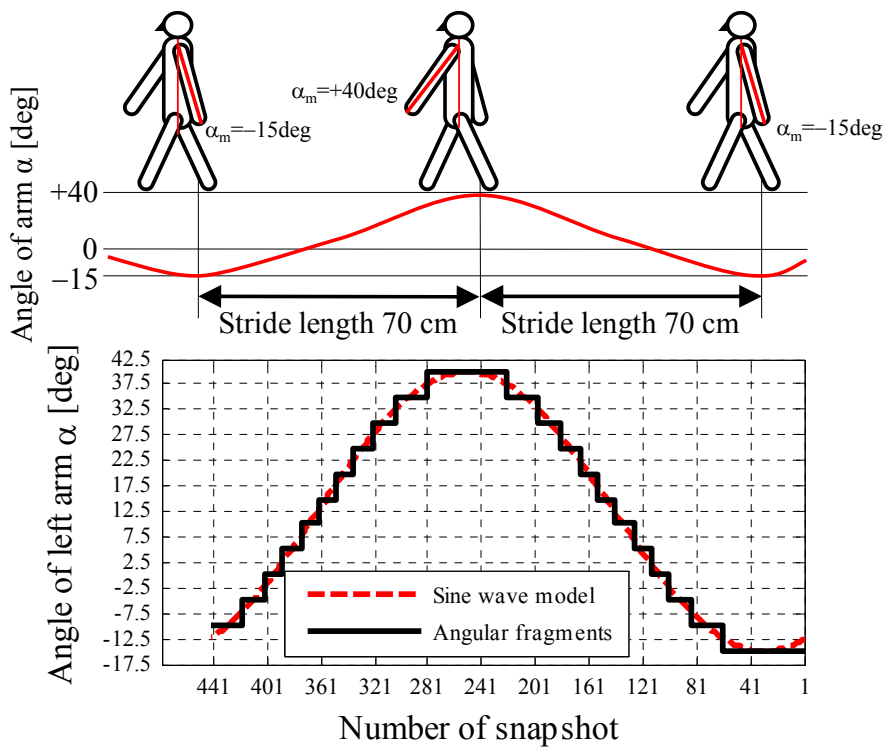 αm=–15deg
αm=+40deg
αm=–15deg
Angle of arm α [deg]
+40
0
–15
Stride length 70 cm
Stride length 70 cm
Angle of left arm α [deg]
42.5
37.5
32.5
27.5
22.5
17.5
12.5
7.5
2.5
-2.5
-7.5
-12.5
-17.5
Sine wave model
Angular fragments
441 401 361 321 281 241 201 161 121 81 41 1
Number of snapshot